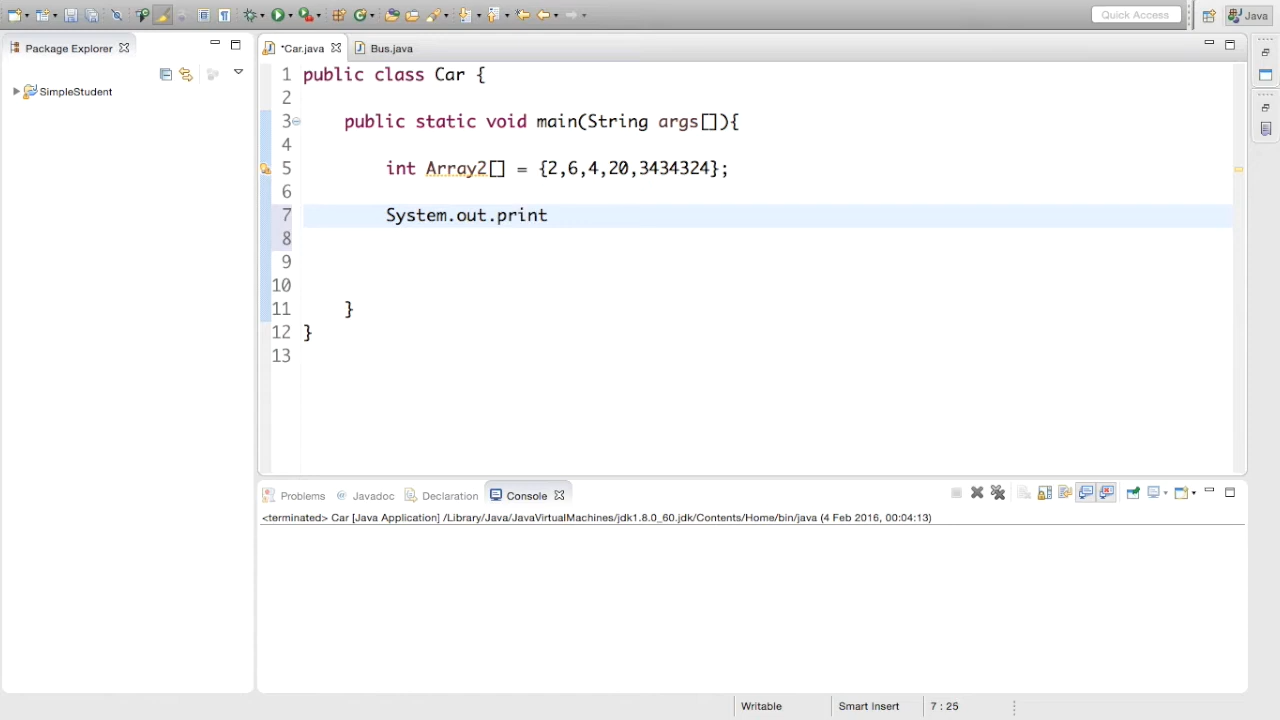 Quick Access
Java
Package Explorer
*Car.java
Bus.java
SimpleStudent
1 public class Car {
2
3 public static void main(String args[]){
4
5 int Array2[] = {2,6,4,20,3434324};
6
7 System.out.print
8
9
10
11 }
12 }
13
Problems @ Javadoc Declaration Console
<terminated> Car [Java Application] /Library/Java/JavaVirtualMachines/jdk1.8.0_60.jdk/Contents/Home/bin/java (4 Feb 2016, 00:04:13)
Writable Smart Insert 7 : 25